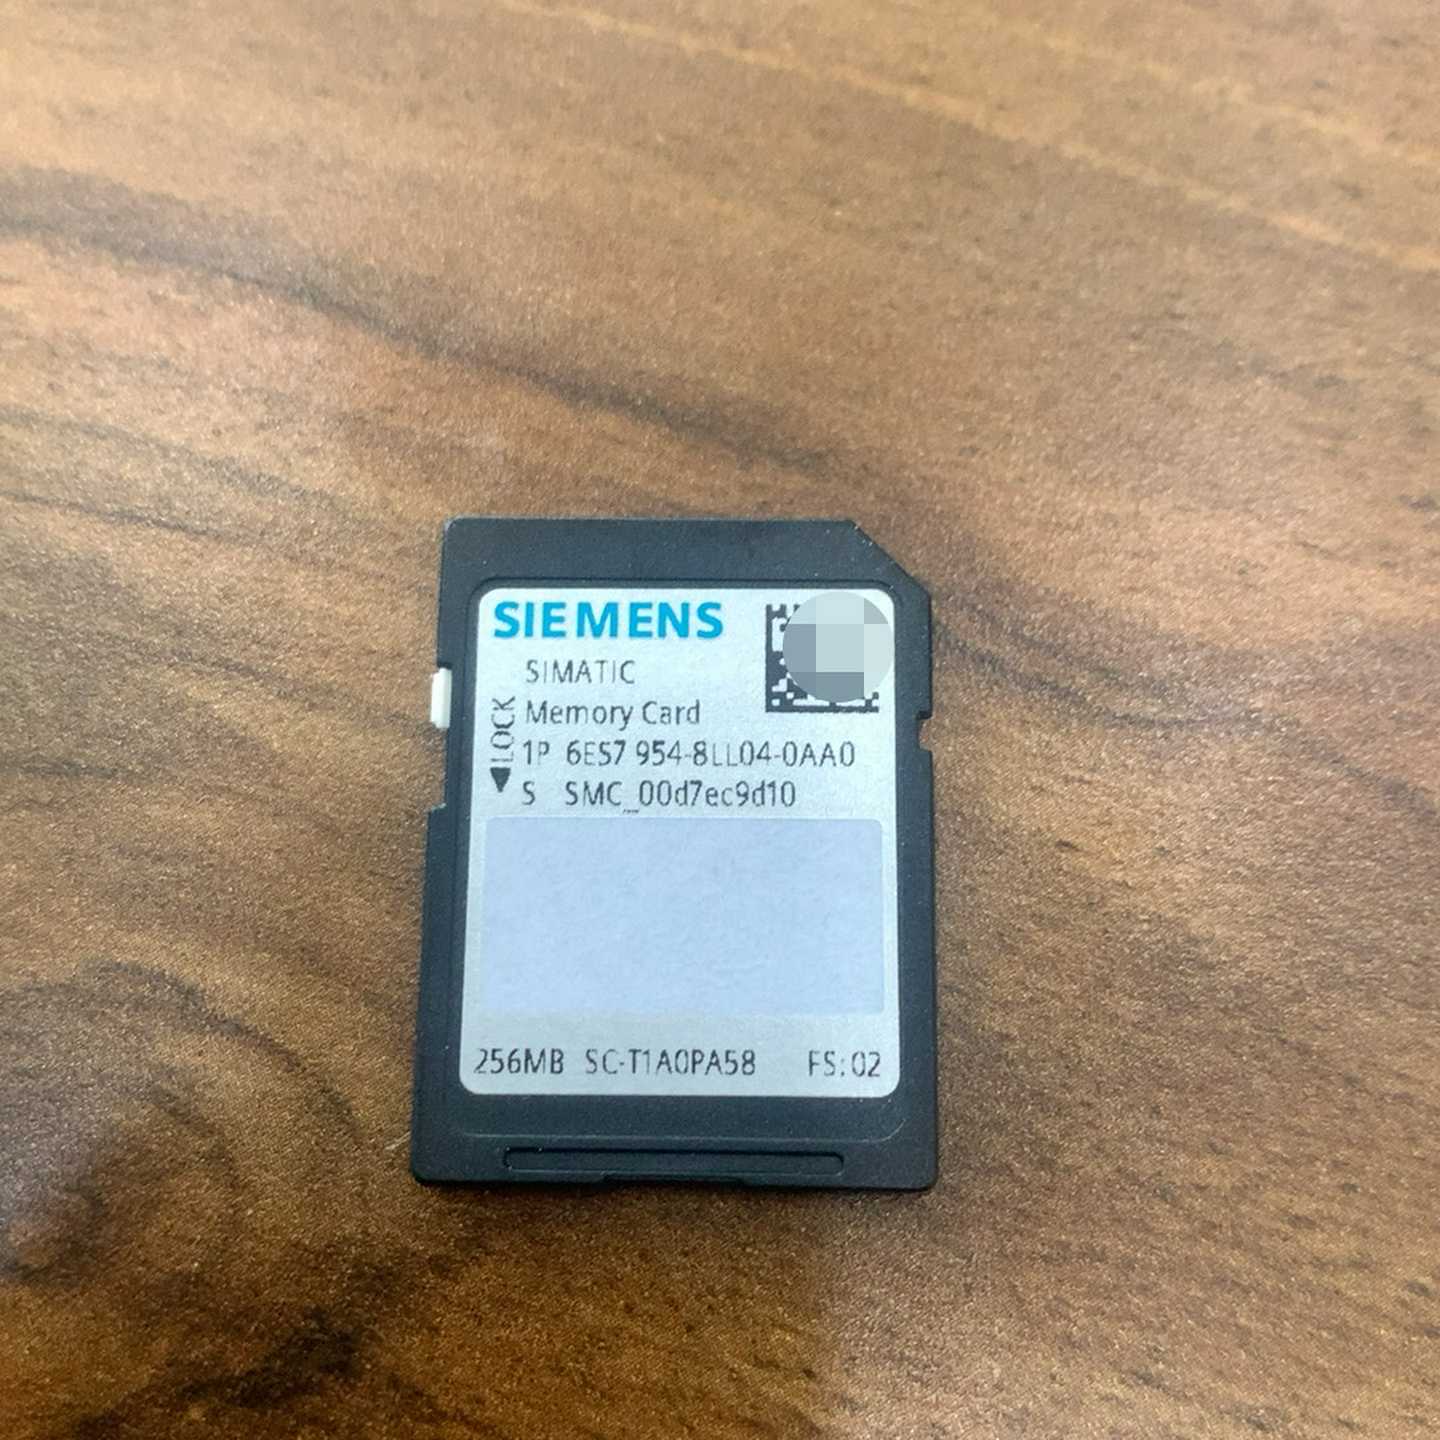 SIEMENS
SIMATIC
Memory Card
LOCK
1P 6ES7 954-8LL04-0AA0
S SMC_00d7ec9d10
256MB SC-T1A0PA58 FS:02